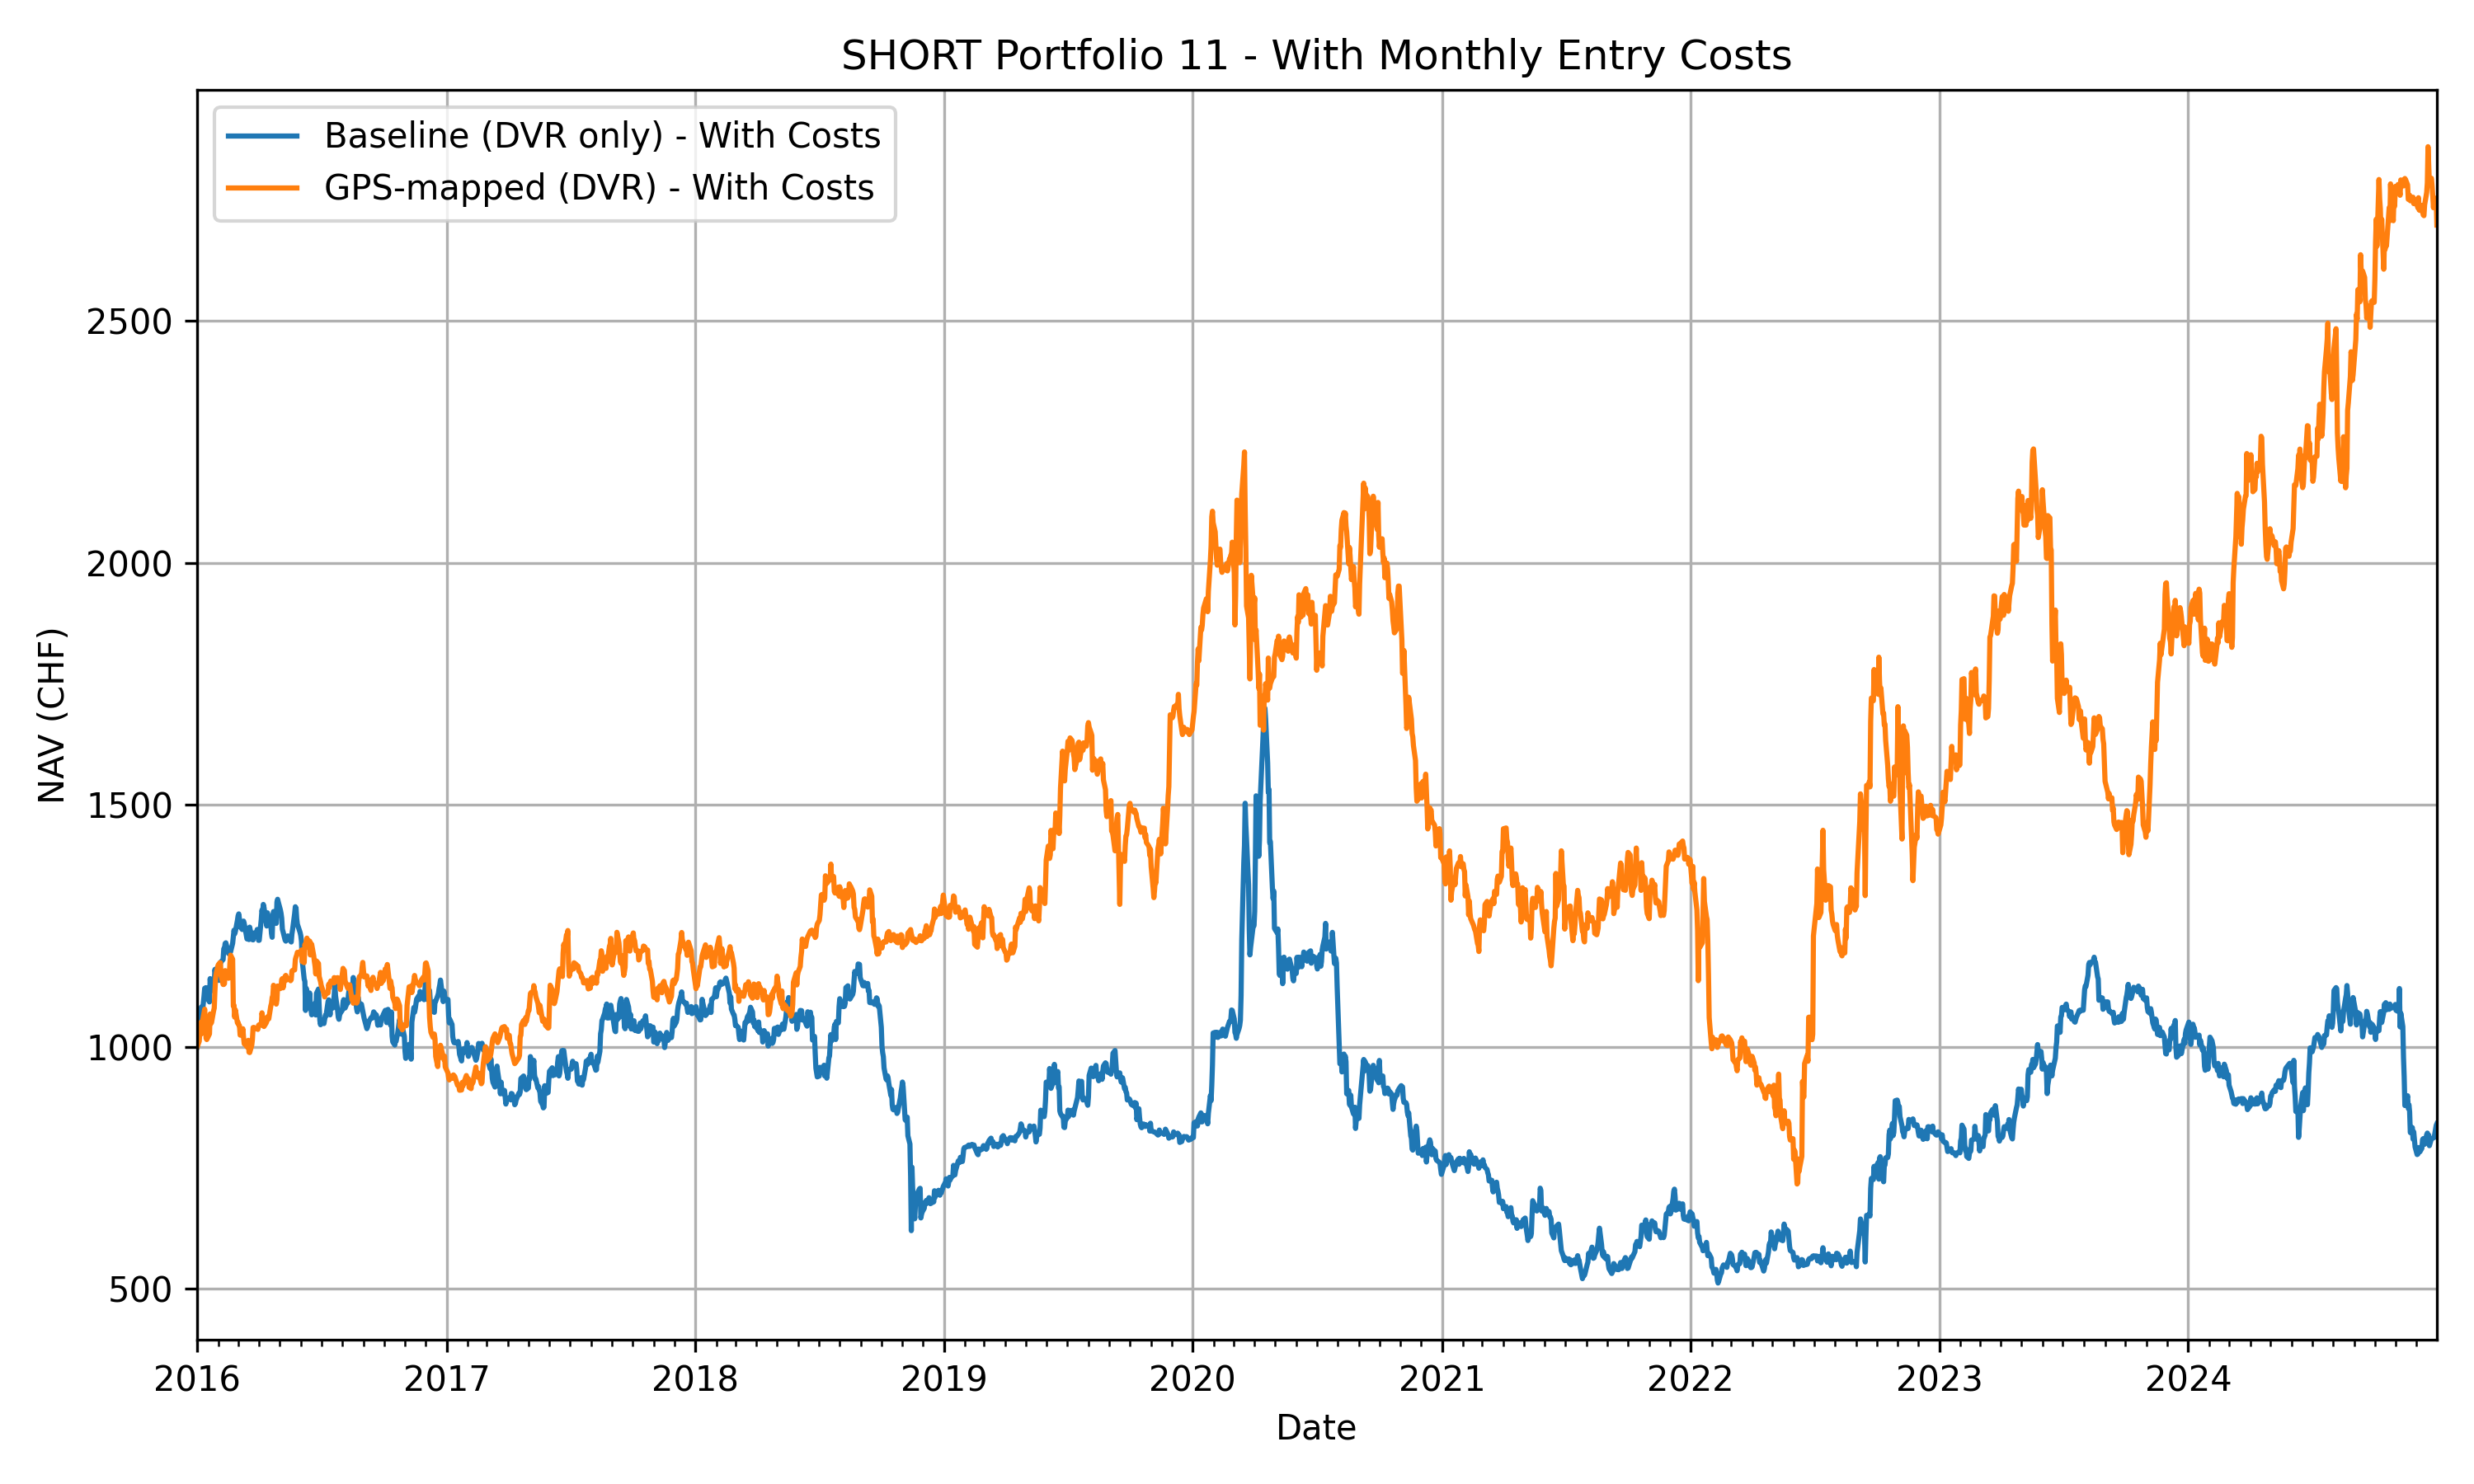 SHORT Portfolio 11 - With Monthly Entry Costs
Baseline (DVR only) - With Costs
GPS-mapped (DVR) - With Costs
NAV (CHF)
2500
2000
1500
1000
500
2016 2017 2018 2019 2020 2021 2022 2023 2024
Date